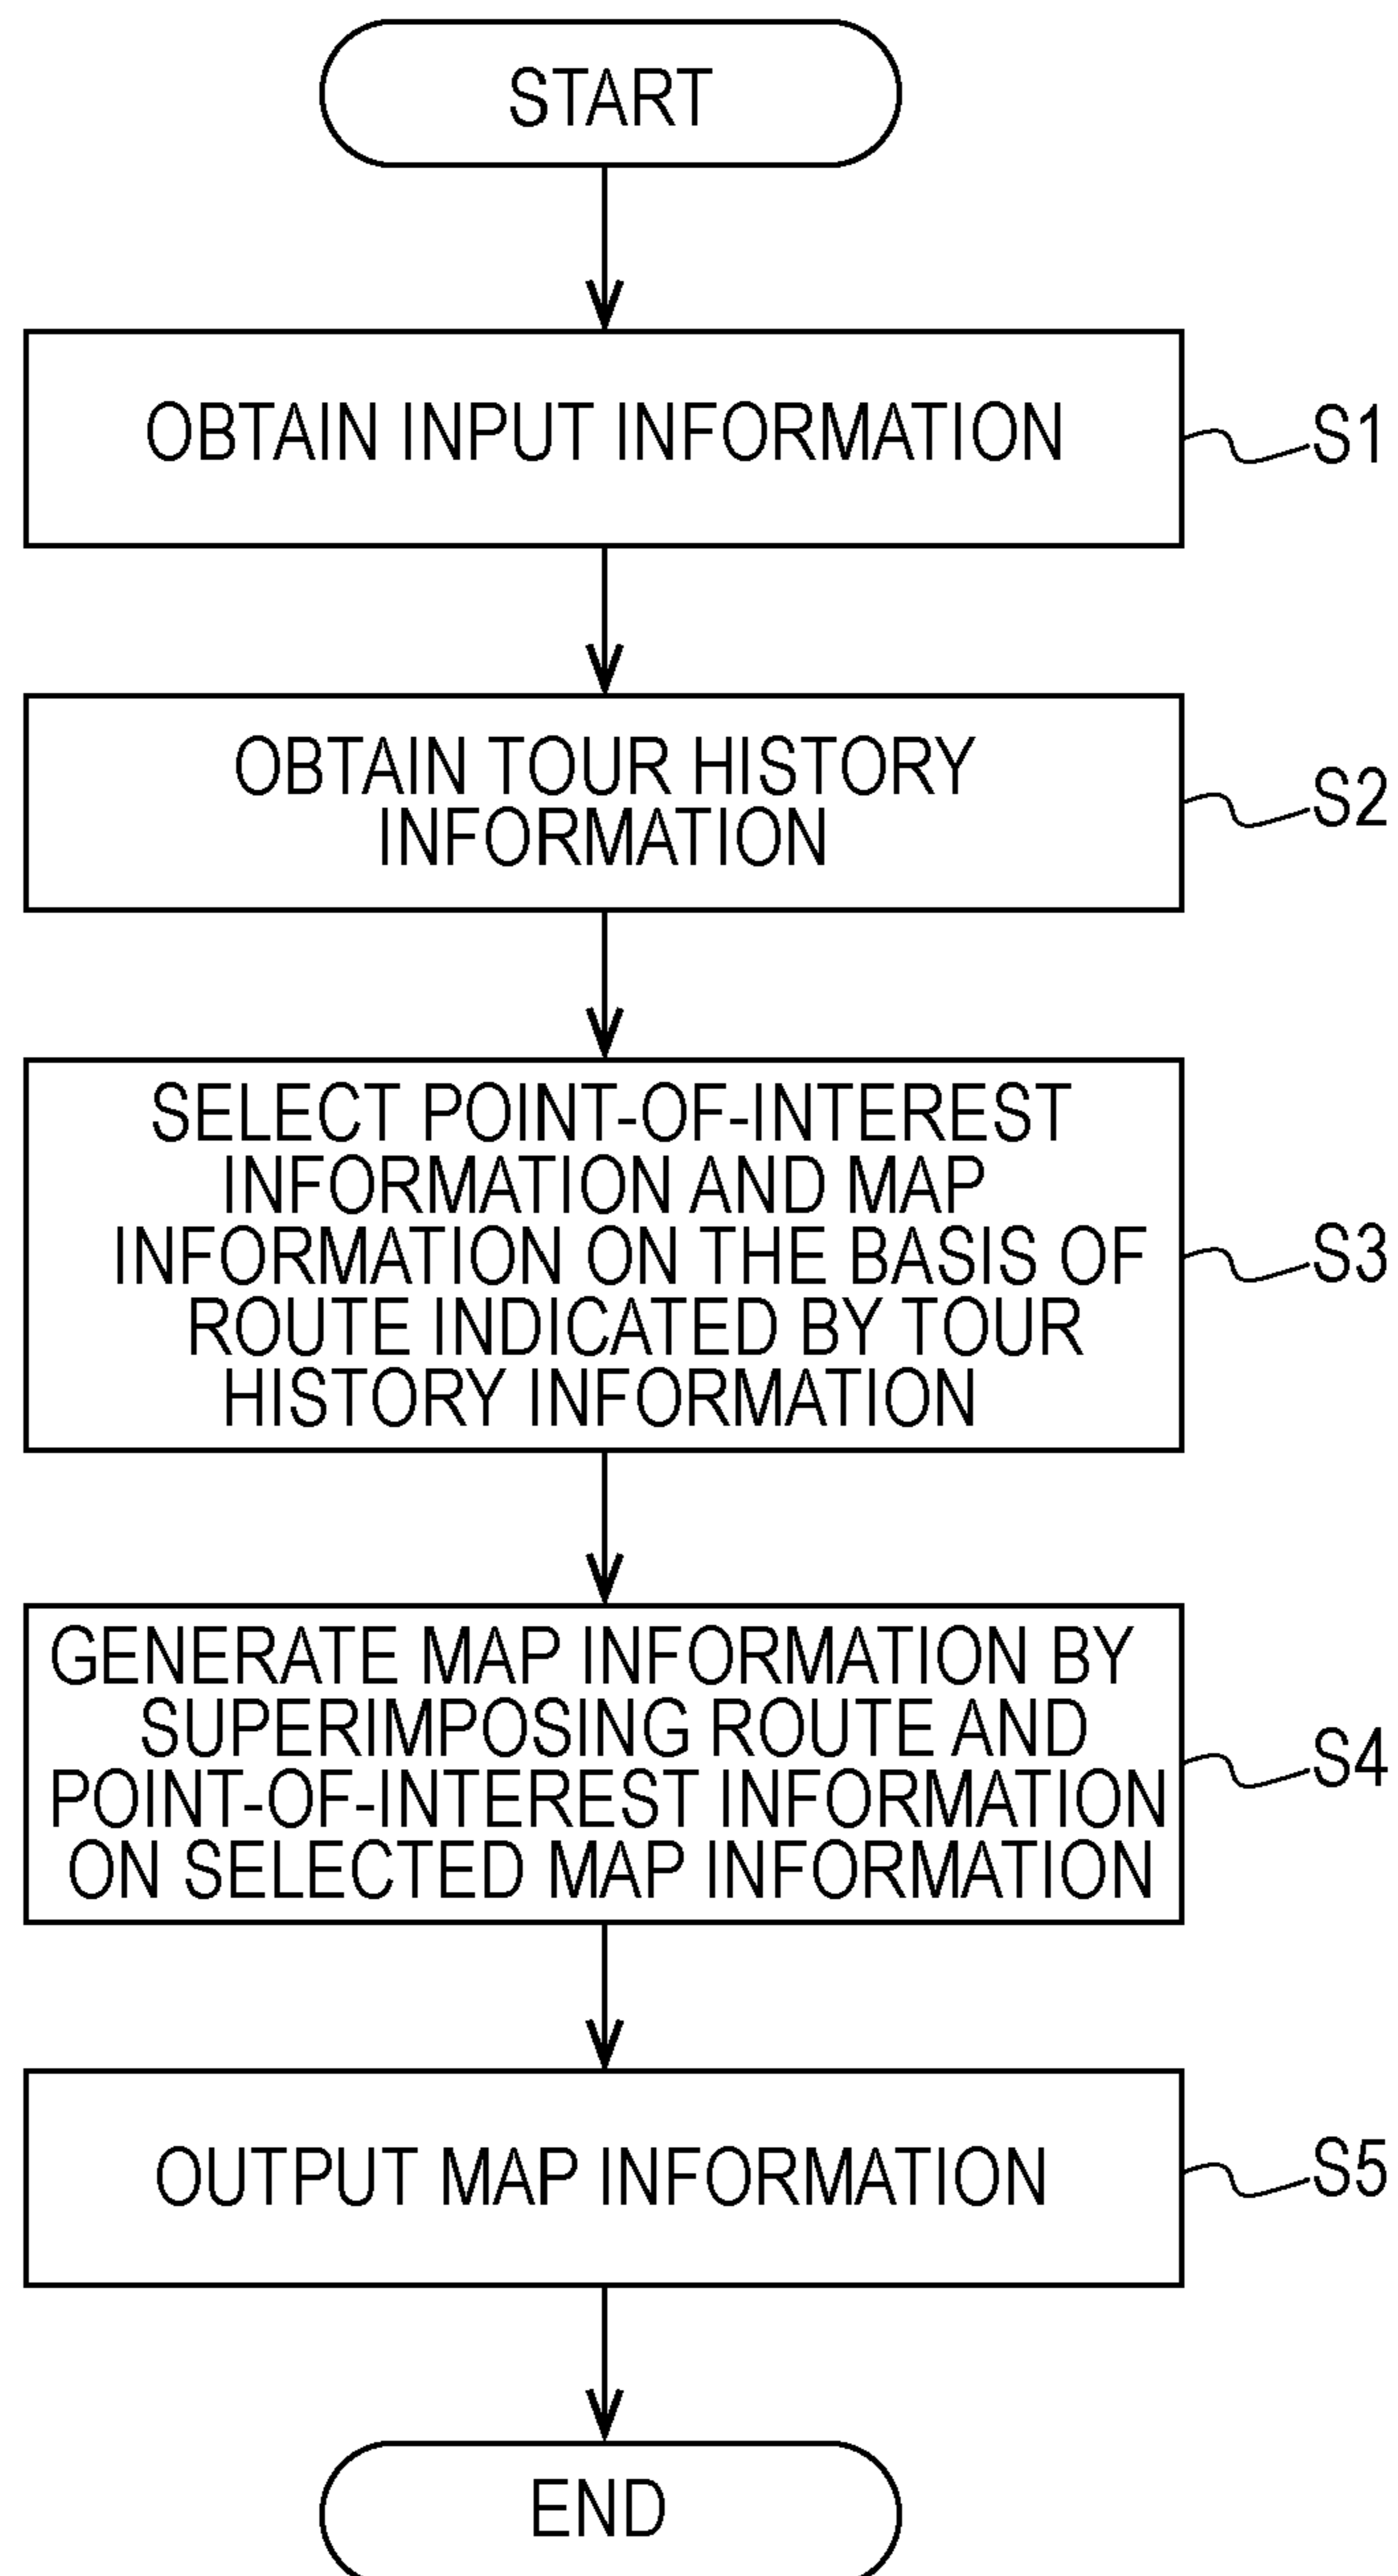 START
OBTAIN INPUT INFORMATION
S1
OBTAIN TOUR HISTORY
INFORMATION
S2
SELECT POINT-OF-INTEREST
INFORMATION AND MAP
INFORMATION ON THE BASIS OF
ROUTE INDICATED BY TOUR
HISTORY INFORMATION
S3
GENERATE MAP INFORMATION BY
SUPERIMPOSING ROUTE AND
POINT-OF-INTEREST INFORMATION
ON SELECTED MAP INFORMATION
S4
OUTPUT MAP INFORMATION
S5
END